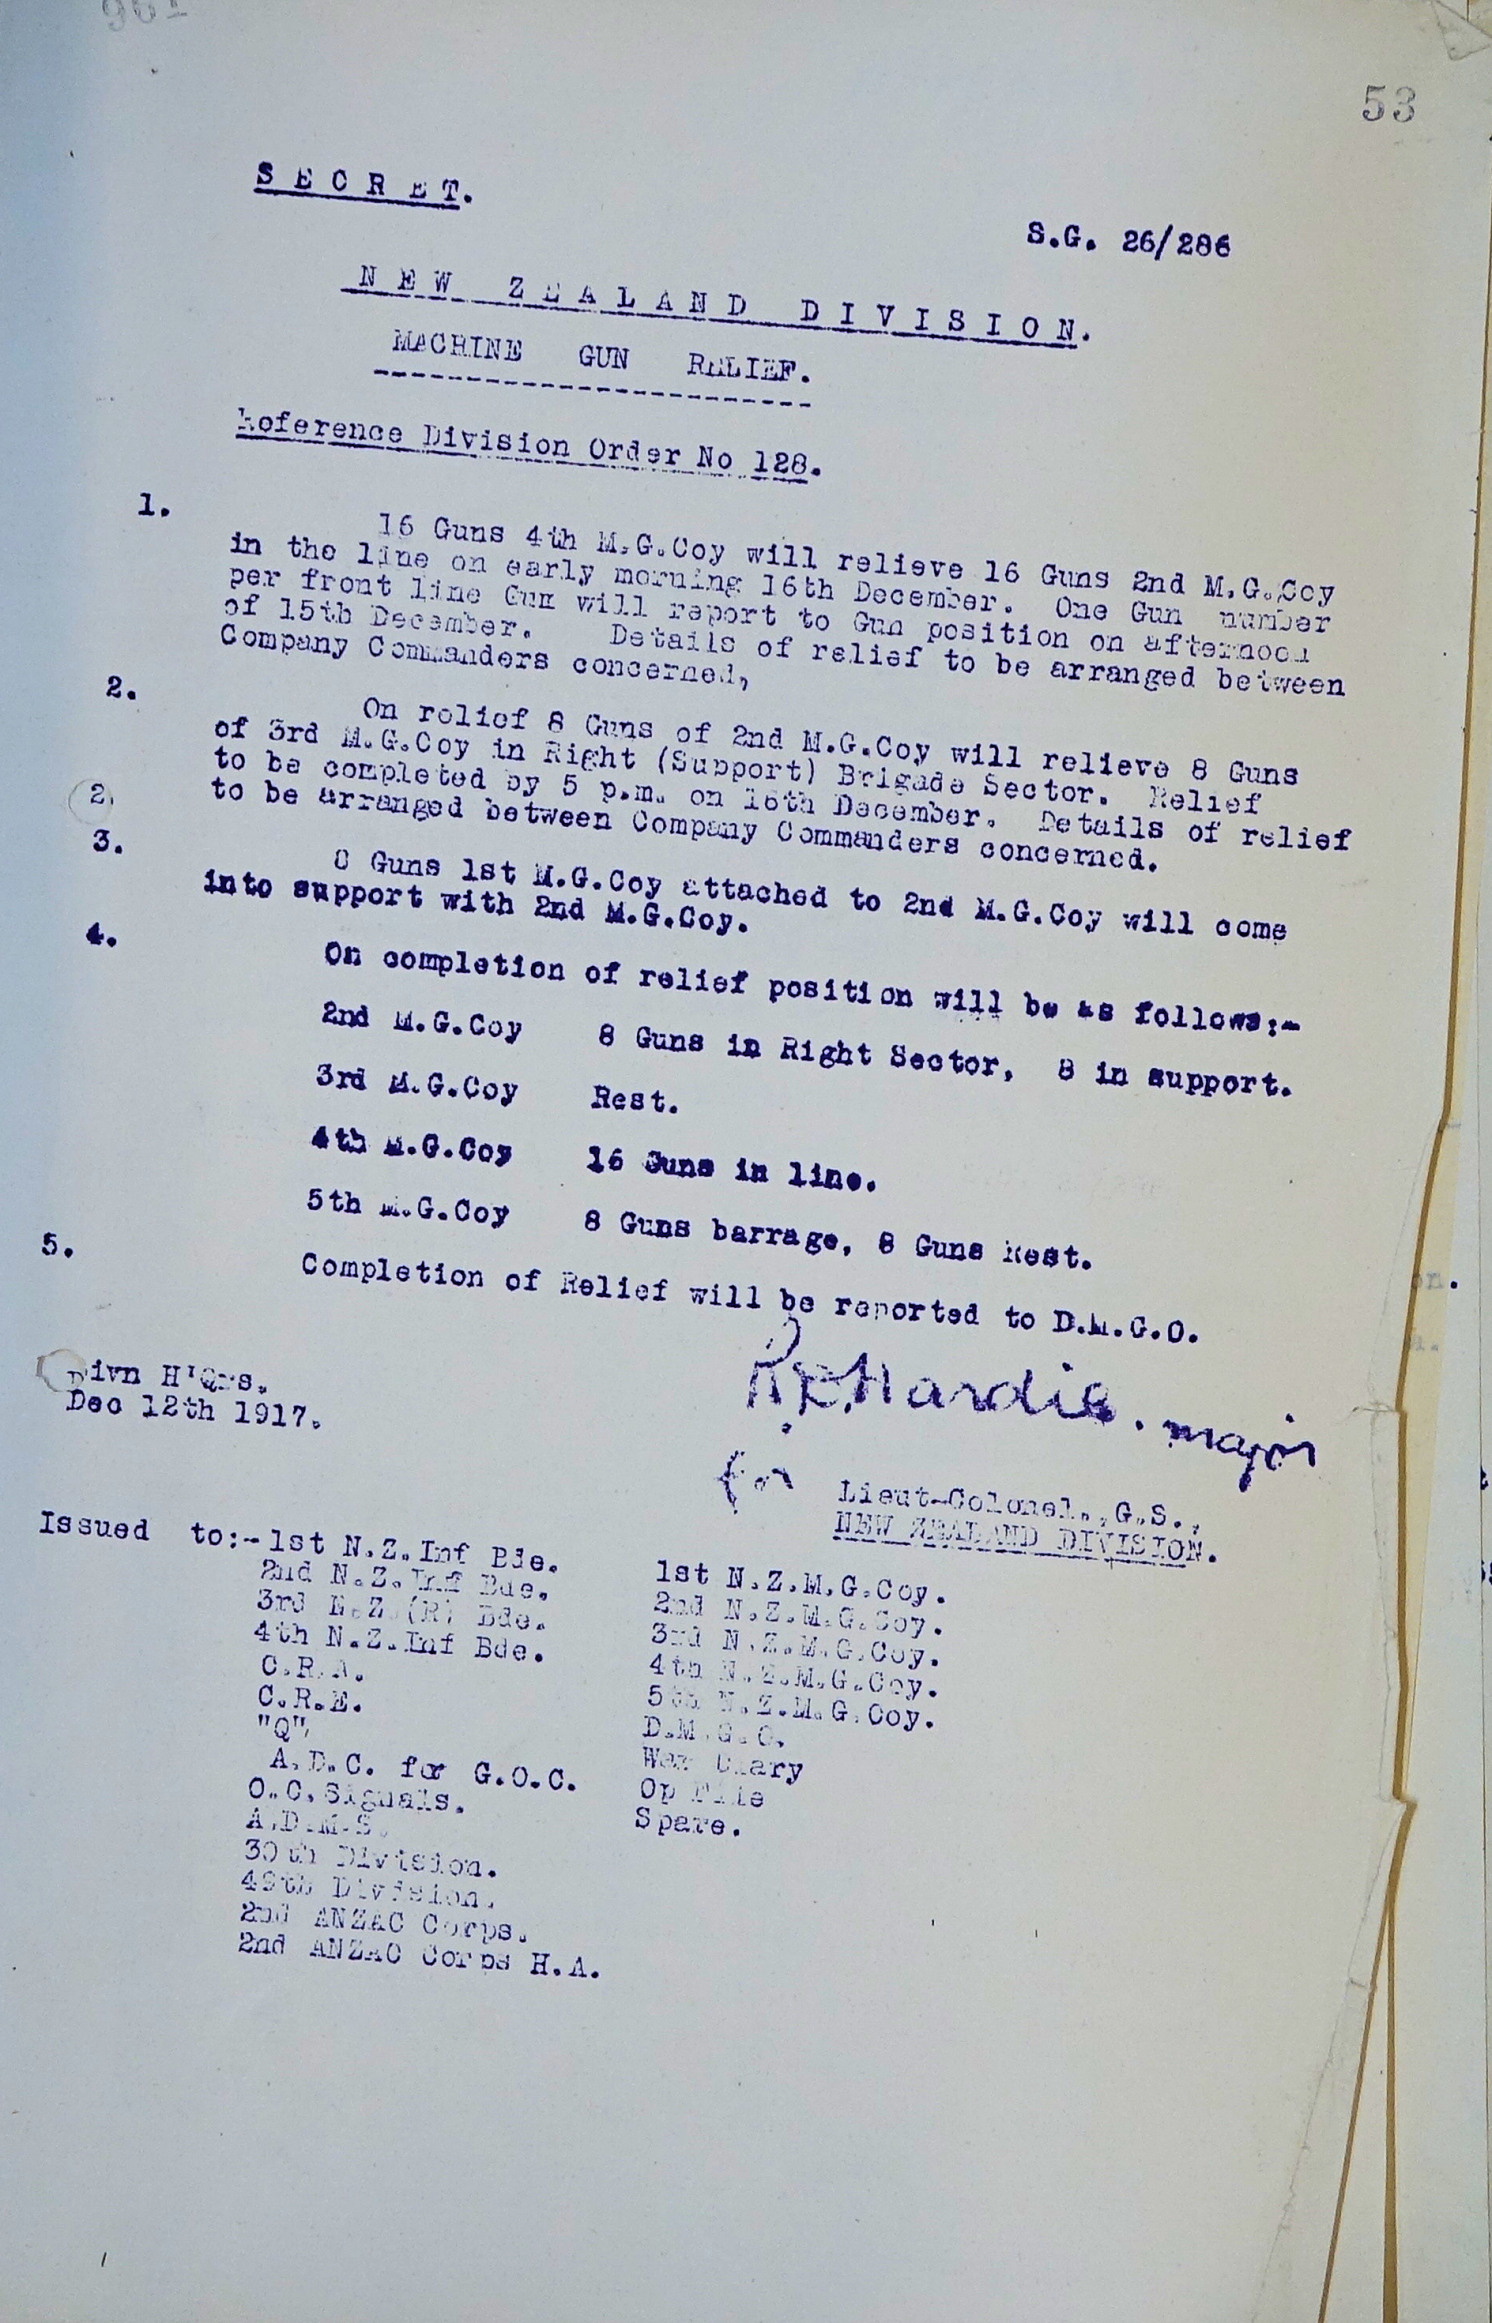 53
S E C R E T.
S.G. 26/286
N E W   Z E A L A N D   D I V I S I O N.
MACHINE   GUN   RELIEF.
Reference Division Order No 128.
1.
16 Guns 4th M.G.Coy will relieve 16 Guns 2nd M.G.Coy
in the line on early morning 16th December.  One Gun number
per front line Gun will report to Gun position on afternoon
of 15th December.    Details of relief to be arranged between
Company Commanders concerned,
2.
On relief 8 Guns of 2nd M.G.Coy will relieve 8 Guns
of 3rd M.G.Coy in Right (Support) Brigade Sector.  Relief
to be completed by 5 p.m. on 16th December.  Details of relief
to be arranged between Company Commanders concerned.
2.
3.
8 Guns 1st M.G.Coy attached to 2nd M.G.Coy will come
into support with 2nd M.G.Coy.
4.
On completion of relief position will be as follows:-
2nd M.G.Coy    8 Guns in Right Sector,  8 in support.
3rd M.G.Coy    Rest.
4th M.G.Coy    16 Guns in line.
5th M.G.Coy    8 Guns barrage, 8 Guns Rest.
5.
Completion of Relief will be reported to D.M.G.O.
Divn H'Qrs.
Dec 12th 1917.
Hardie. major
for
Lieut-Colonel.,G.S.,
NEW ZEALAND DIVISION.
Issued   to:-1st N.Z.Inf Bde.
2nd N.Z.Inf Bde.
3rd N.Z.(R) Bde.
4th N.Z.Inf Bde.
C.R.A.
C.R.E.
"Q"
A.D.C. for G.O.C.
O.C.Signals.
A.D.M.S.
30th Division.
49th Division.
2nd ANZAC Corps.
2nd ANZAC Corps H.A.
1st N.Z.M.G.Coy.
2nd N.Z.M.G.Coy.
3rd N.Z.M.G.Coy.
4th N.Z.M.G.Coy.
5th N.Z.M.G.Coy.
D.M.G.O.
War Diary
Op File
Spare.